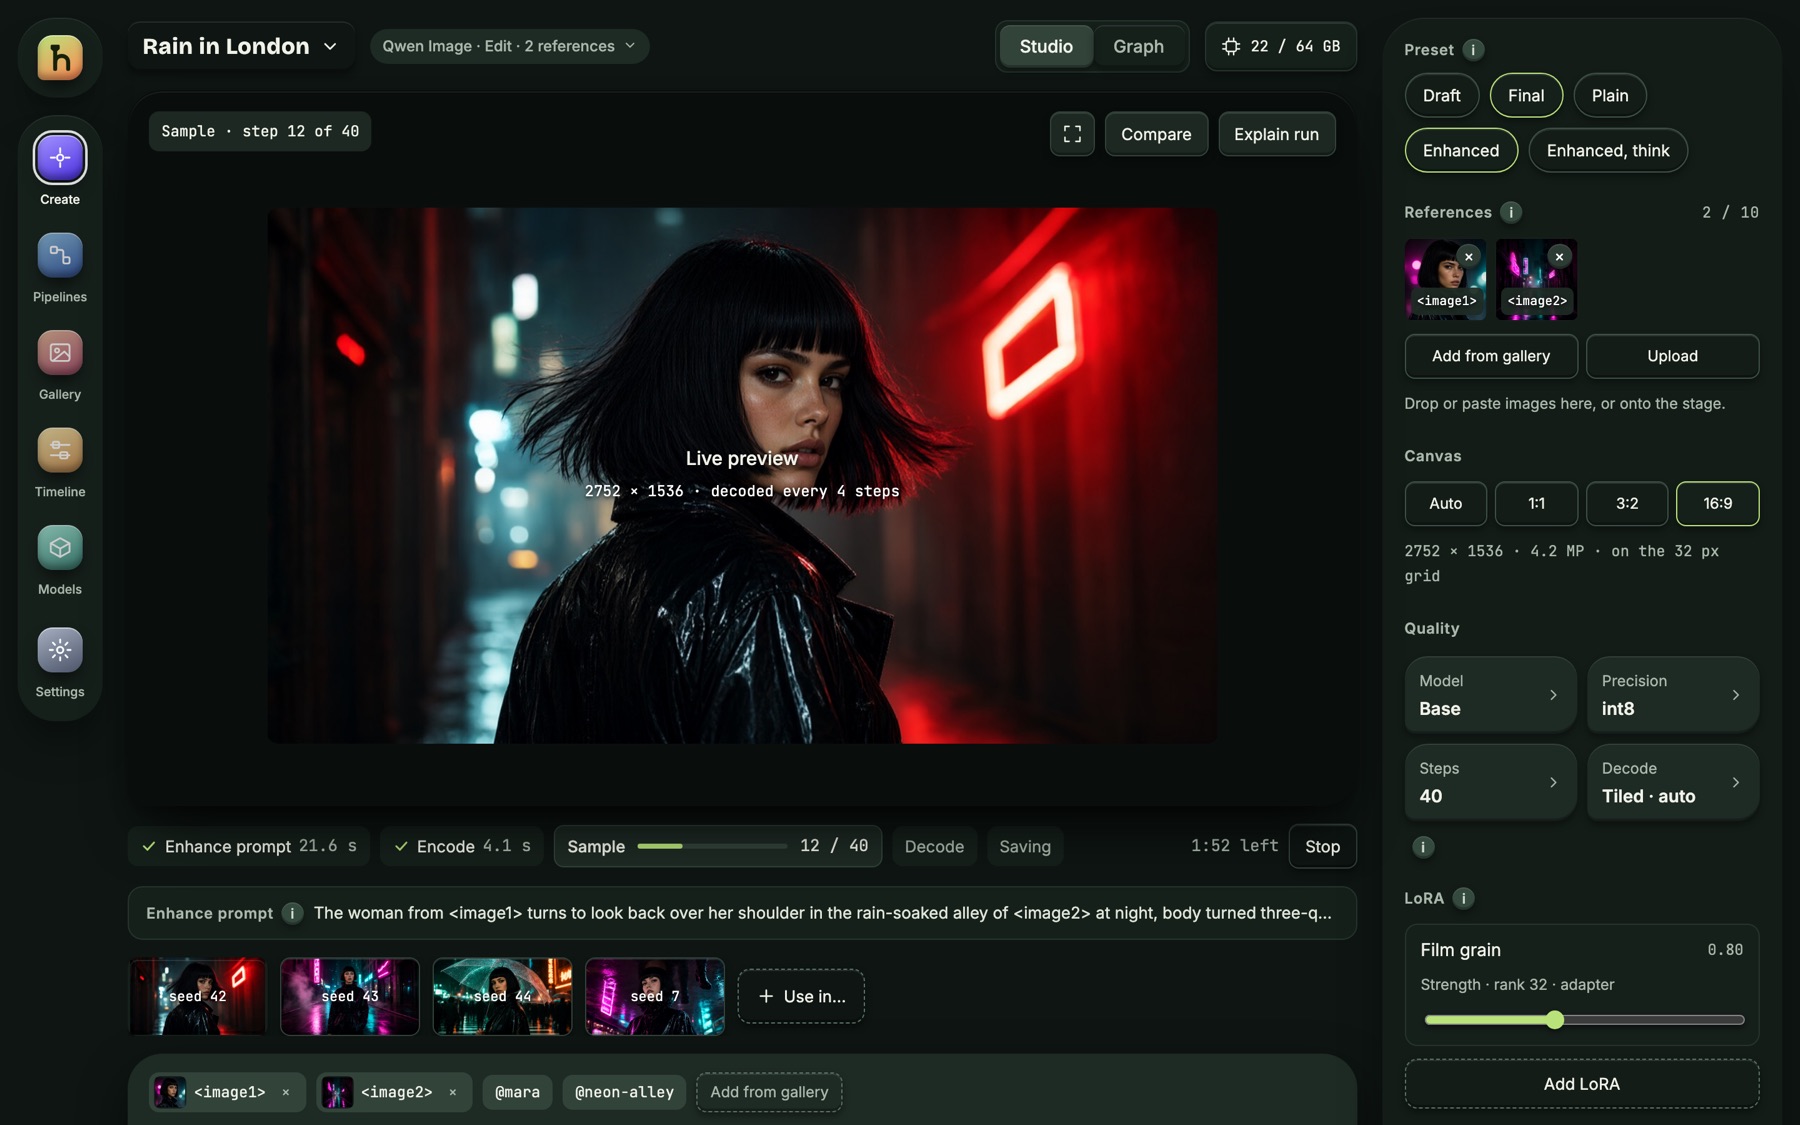 h
Create
Pipelines
Gallery
Timeline
Models
Settings
Rain in London
Qwen Image · Edit · 2 references
Studio
Graph
22 / 64 GB
Sample · step 12 of 40
Compare
Explain run
Live preview
2752 × 1536 · decoded every 4 steps
Enhance prompt 21.6 s
Encode 4.1 s
Sample 12 / 40
Decode
Saving
1:52 left
Stop
Enhance prompt i The woman from <image1> turns to look back over her shoulder in the rain-soaked alley of <image2> at night, body turned three-q...
seed 42
seed 43
seed 44
seed 7
+ Use in...
<image1> ×
<image2> ×
@mara
@neon-alley
Add from gallery
Preset i
Draft
Final
Plain
Enhanced
Enhanced, think
References i 2 / 10
×
<image1>
×
<image2>
Add from gallery
Upload
Drop or paste images here, or onto the stage.
Canvas
Auto
1:1
3:2
16:9
2752 × 1536 · 4.2 MP · on the 32 px
grid
Quality
Model
Base
Precision
int8
Steps
40
Decode
Tiled · auto
i
LoRA i
Film grain 0.80
Strength · rank 32 · adapter
Add LoRA